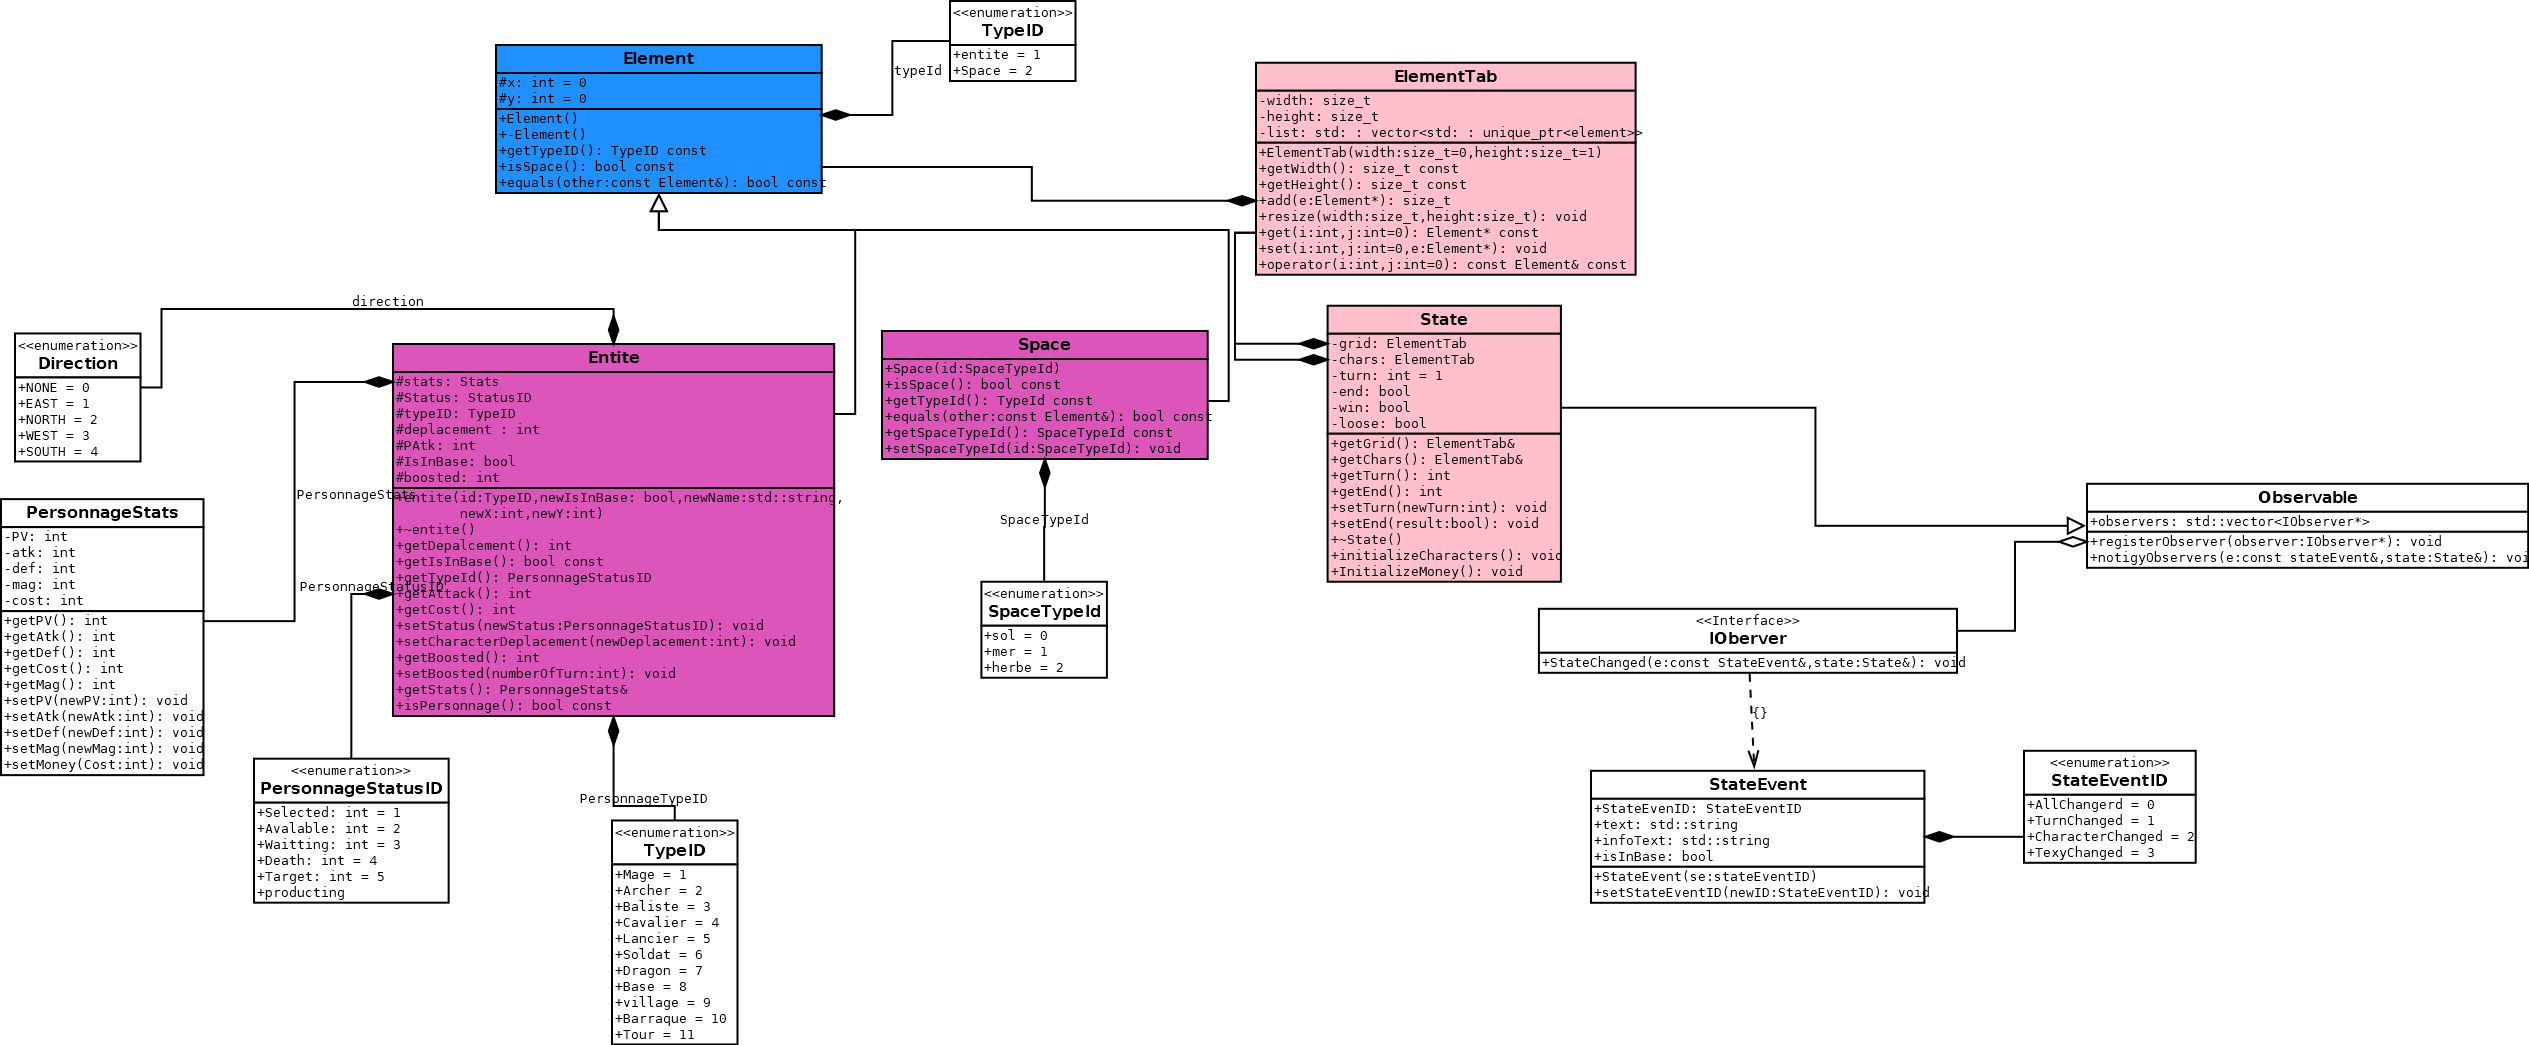 <<enumeration>>
TypeID
+entite = 1
+Space = 2
typeId
Element
#x: int = 0
#y: int = 0
+Element()
+-Element()
+getTypeID(): TypeID const
+isSpace(): bool const
+equals(other:const Element&): bool const
ElementTab
-width: size_t
-height: size_t
-list: std: : vector<std: : unique_ptr<element>>
+ElementTab(width:size_t=0,height:size_t=1)
+getWidth(): size_t const
+getHeight(): size_t const
+add(e:Element*): size_t
+resize(width:size_t,height:size_t): void
+get(i:int,j:int=0): Element* const
+set(i:int,j:int=0,e:Element*): void
+operator(i:int,j:int=0): const Element& const
direction
<<enumeration>>
Direction
+NONE = 0
+EAST = 1
+NORTH = 2
+WEST = 3
+SOUTH = 4
Entite
#stats: Stats
#Status: StatusID
#typeID: TypeID
#deplacement : int
#PAtk: int
#IsInBase: bool
#boosted: int
+entite(id:TypeID,newIsInBase: bool,newName:std::string,
newX:int,newY:int)
+~entite()
+getDepalcement(): int
+getIsInBase(): bool const
+getTypeId(): PersonnageStatusID
+getAttack(): int
+getCost(): int
+setStatus(newStatus:PersonnageStatusID): void
+setCharacterDeplacement(newDeplacement:int): void
+getBoosted(): int
+setBoosted(numberOfTurn:int): void
+getStats(): PersonnageStats&
+isPersonnage(): bool const
Space
+Space(id:SpaceTypeId)
+isSpace(): bool const
+getTypeId(): TypeId const
+equals(other:const Element&): bool const
+getSpaceTypeId(): SpaceTypeId const
+setSpaceTypeId(id:SpaceTypeId): void
State
-grid: ElementTab
-chars: ElementTab
-turn: int = 1
-end: bool
-win: bool
-loose: bool
+getGrid(): ElementTab&
+getChars(): ElementTab&
+getTurn(): int
+getEnd(): int
+setTurn(newTurn:int): void
+setEnd(result:bool): void
+~State()
+initializeCharacters(): void
+InitializeMoney(): void
Observable
+observers: std::vector<IObserver*>
+registerObserver(observer:IObserver*): void
+notigyObservers(e:const stateEvent&,state:State&): voi
PersonnageStats
PersonnageStatusID
PersonnageStats
-PV: int
-atk: int
-def: int
-mag: int
-cost: int
+getPV(): int
+getAtk(): int
+getDef(): int
+getCost(): int
+getMag(): int
+setPV(newPV:int): void
+setAtk(newAtk:int): void
+setDef(newDef:int): void
+setMag(newMag:int): void
+setMoney(Cost:int): void
SpaceTypeId
<<enumeration>>
SpaceTypeId
+sol = 0
+mer = 1
+herbe = 2
<<Interface>>
IOberver
+StateChanged(e:const StateEvent&,state:State&): void
{}
<<enumeration>>
PersonnageStatusID
+Selected: int = 1
+Avalable: int = 2
+Waitting: int = 3
+Death: int = 4
+Target: int = 5
+producting
PersonnageTypeID
<<enumeration>>
TypeID
+Mage = 1
+Archer = 2
+Baliste = 3
+Cavalier = 4
+Lancier = 5
+Soldat = 6
+Dragon = 7
+Base = 8
+village = 9
+Barraque = 10
+Tour = 11
StateEvent
+StateEvenID: StateEventID
+text: std::string
+infoText: std::string
+isInBase: bool
+StateEvent(se:stateEventID)
+setStateEventID(newID:StateEventID): void
<<enumeration>>
StateEventID
+AllChangerd = 0
+TurnChanged = 1
+CharacterChanged = 2
+TexyChanged = 3